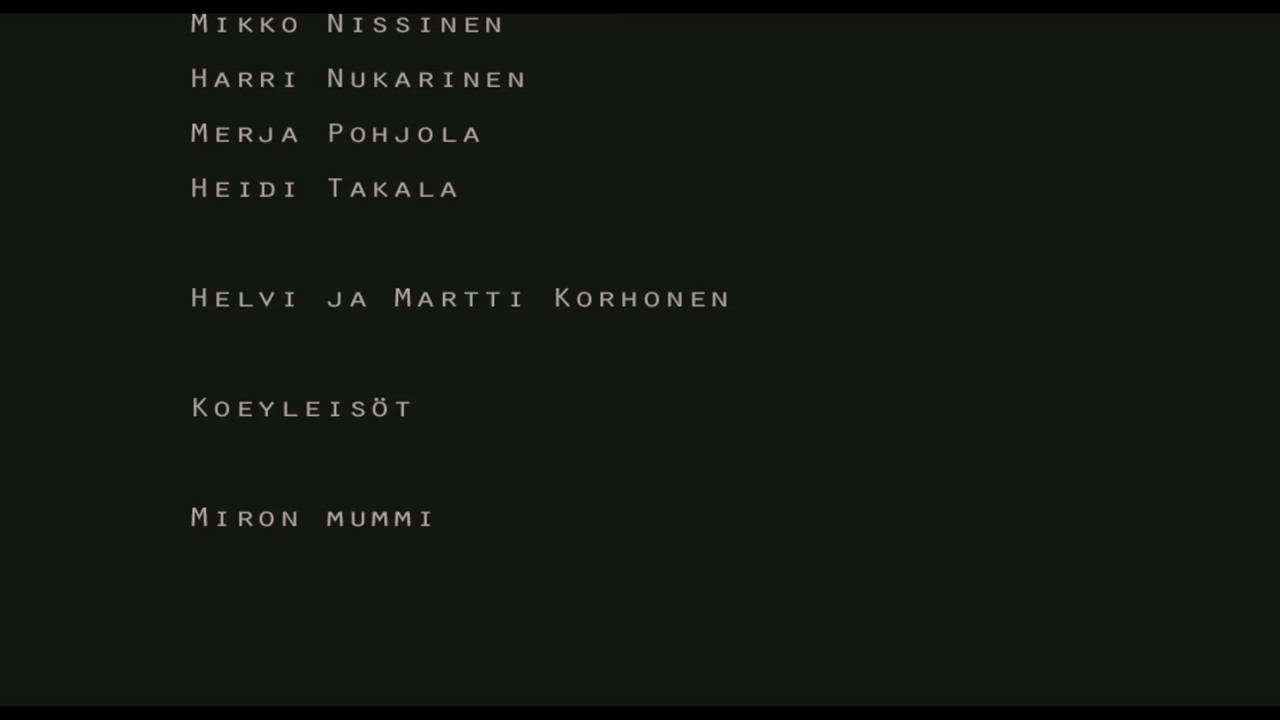 Mikko Nissinen
Harri Nukarinen
Merja Pohjola
Heidi Takala
Helvi ja Martti Korhonen
Koeyleisöt
Miron mummi